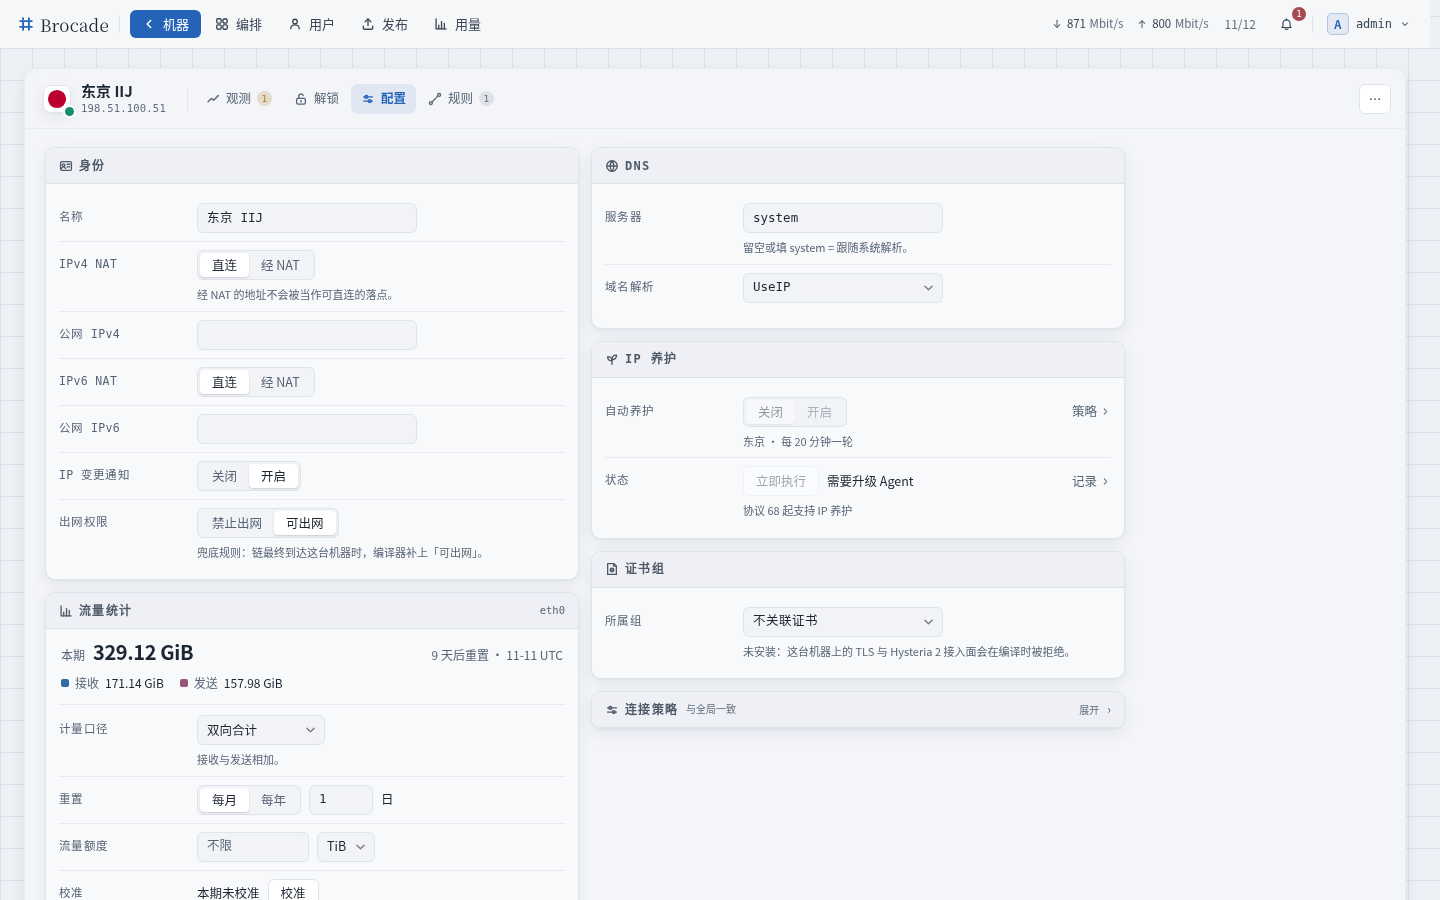 Brocade
机器
编排
用户
发布
用量
871 Mbit/s
800 Mbit/s
11/12
1
A
admin
东京 IIJ
198.51.100.51
观测 1
解锁
配置
规则 1
身份
名称
东京 IIJ
IPv4 NAT
直连 经 NAT
经 NAT 的地址不会被当作可直连的落点。
公网 IPv4
IPv6 NAT
直连 经 NAT
公网 IPv6
IP 变更通知
关闭 开启
出网权限
禁止出网 可出网
兜底规则：链最终到达这台机器时，编译器补上「可出网」。
流量统计
eth0
本期 329.12 GiB
9 天后重置 · 11-11 UTC
接收 171.14 GiB
发送 157.98 GiB
计量口径
双向合计
接收与发送相加。
重置
每月 每年
1
日
流量额度
不限
TiB
校准
本期未校准
校准
DNS
服务器
system
留空或填 system = 跟随系统解析。
域名解析
UseIP
IP 养护
自动养护
关闭 开启
策略
东京 · 每 20 分钟一轮
状态
立即执行
需要升级 Agent
记录
协议 68 起支持 IP 养护
证书组
所属组
不关联证书
未安装：这台机器上的 TLS 与 Hysteria 2 接入面会在编译时被拒绝。
连接策略 与全局一致
展开